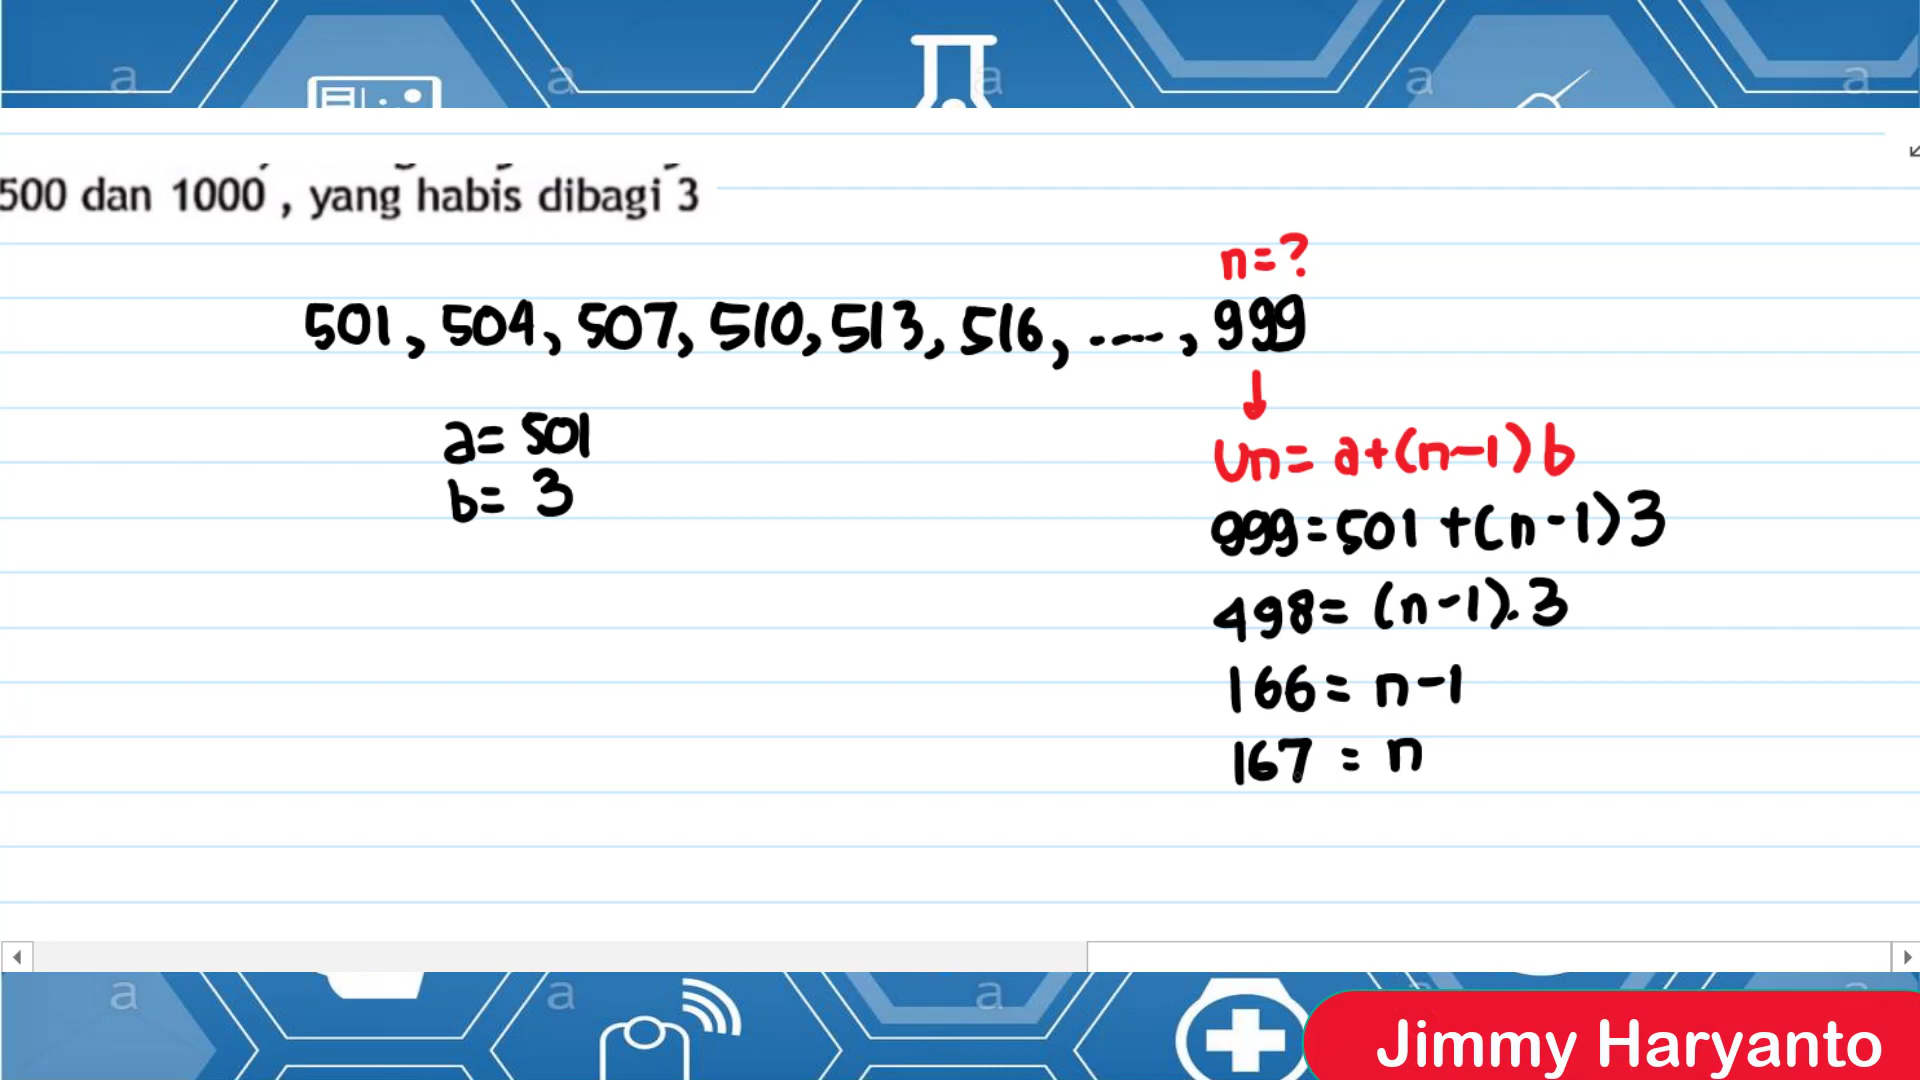 500 dan 1000 , yang habis dibagi 3
n=?
501, 504, 507, 510, 513, 516, ...., 999
a= 501
b= 3
Un= a+(n-1)b
999=501+(n-1)3
498=(n-1).3
166= n-1
167 = n
Jimmy Haryanto
a
a
a
a
a
a
a
a